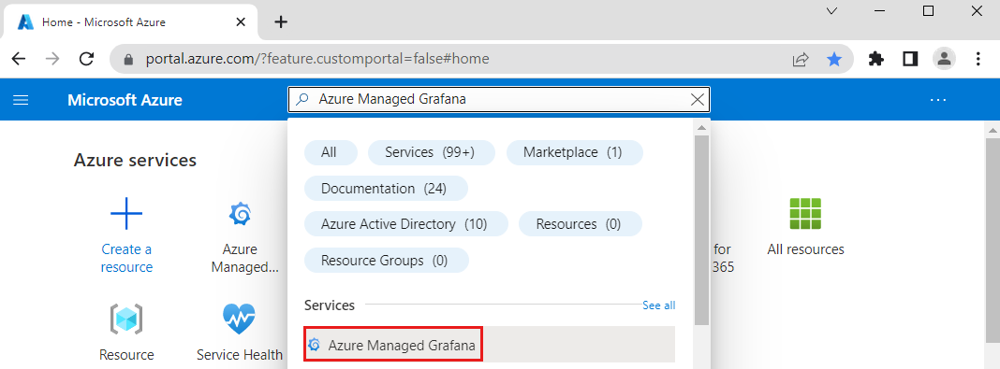 Home - Microsoft Azure
portal.azure.com/?feature.customportal=false#home
Microsoft Azure
Azure Managed Grafana
All
Services (99+)
Marketplace (1)
Documentation (24)
Azure Active Directory (10)
Resources (0)
Resource Groups (0)
Services
See all
Azure Managed Grafana
Azure services
Create a
resource
Azure
Managed...
for
365
All resources
Resource
Service Health